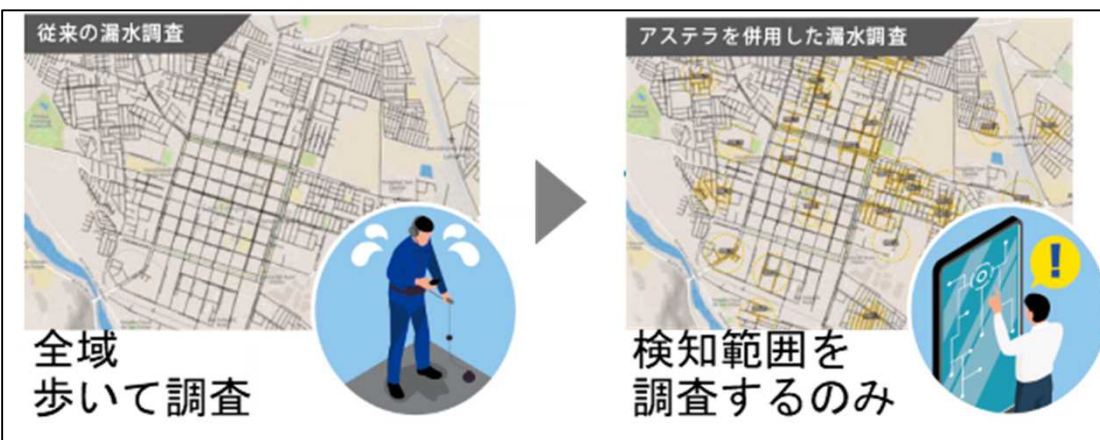 従来の漏水調査
アステラを併用した漏水調査
全域
歩いて調査
検知範囲を
調査するのみ
!